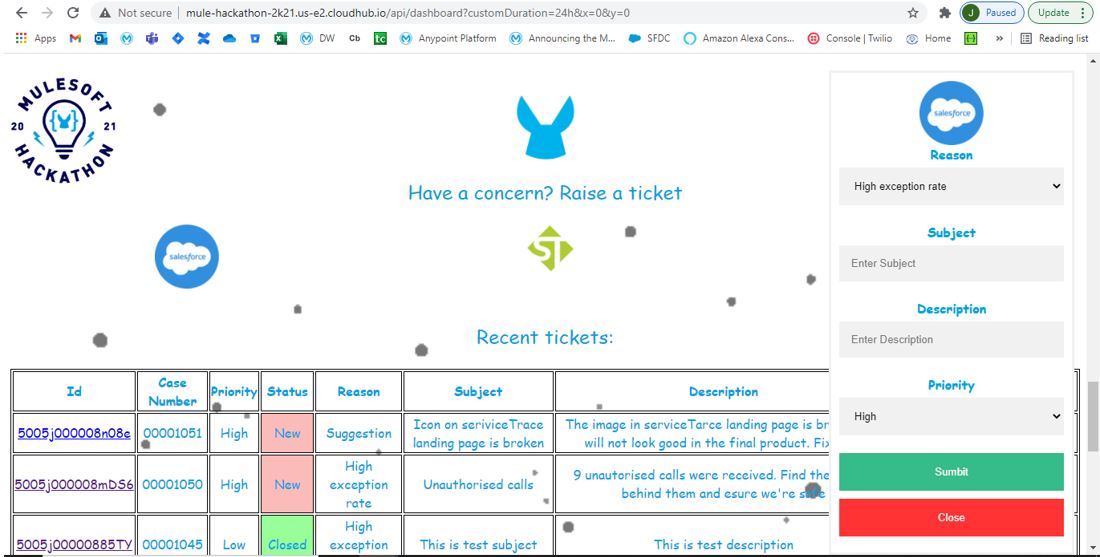 Not secure | mule-hackathon-2k21.us-e2.cloudhub.io/api/dashboard?customDuration=24h&x=0&y=0
J Paused Update
Apps DW Cb tc Anypoint Platform Announcing the M... SFDC Amazon Alexa Cons... Console | Twilio Home {-} » Reading list
MULESOFT
20 21
HACKATHON
Have a concern? Raise a ticket
salesforce
ST
Recent tickets:
Id Case Number Priority Status Reason Subject Description
5005j000008n08e 00001051 High New Suggestion Icon on seriviceTrace landing page is broken The image in serviceTarce landing page is br
will not look good in the final product. Fix
5005j000008mDS6 00001050 High New High exception rate Unauthorised calls 9 unautorised calls were received. Find the
behind them and esure we're safe
5005j00000885TY 00001045 Low Closed High exception This is test subject This is test description
salesforce
Reason
High exception rate
Subject
Enter Subject
Description
Enter Description
Priority
High
Sumbit
Close